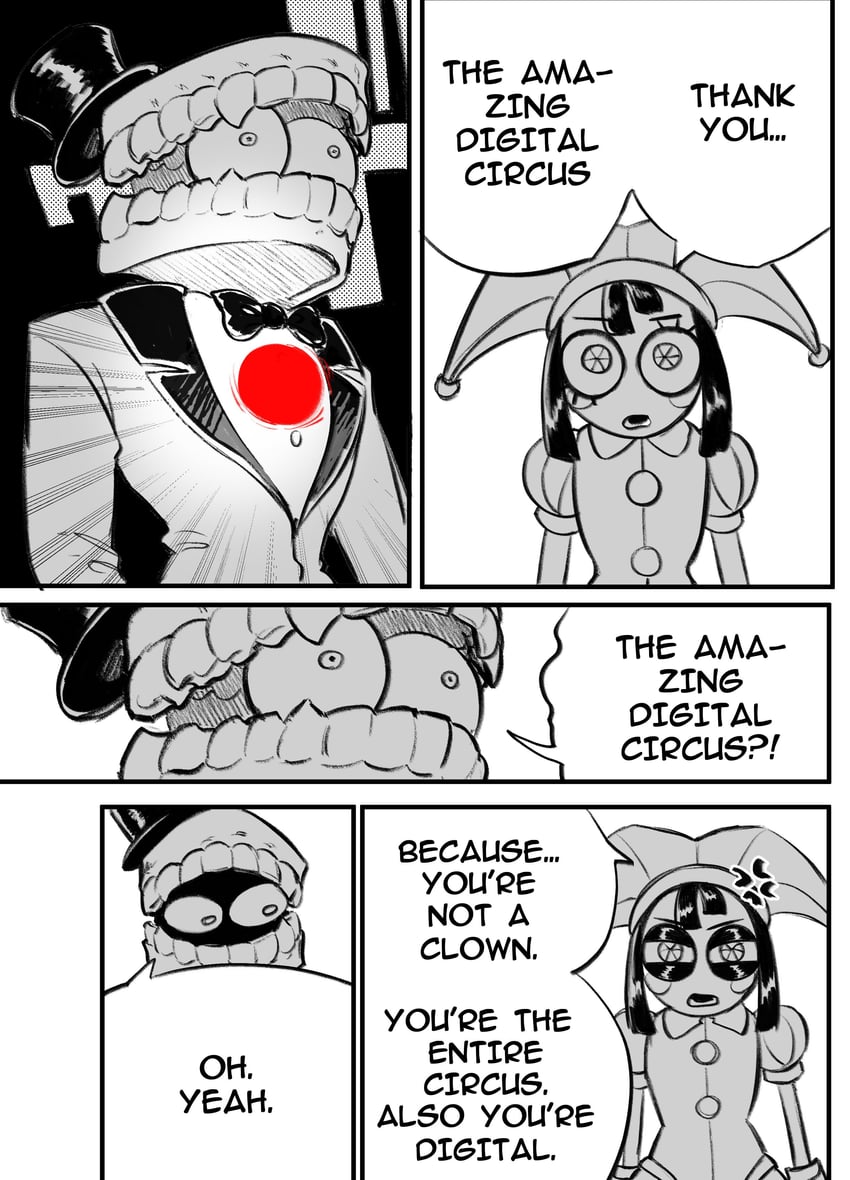 THANK
YOU...
THE AMA-
ZING
DIGITAL
CIRCUS
THE AMA-
ZING
DIGITAL
CIRCUS?!
BECAUSE...
YOU'RE
NOT A
CLOWN.
YOU'RE THE
ENTIRE
CIRCUS.
ALSO YOU'RE
DIGITAL.
OH.
YEAH.